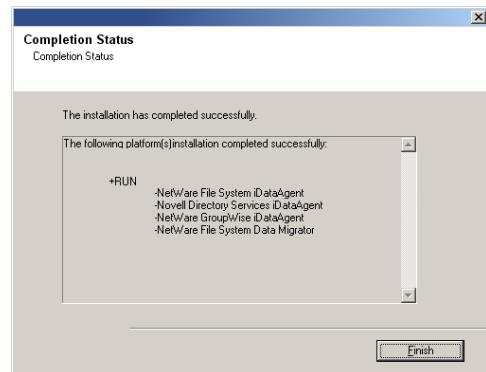 Completion Status
Completion Status
The installation has completed successfully.
The following platform(s)installation completed successfully:
+RUN
-NetWare File System iDataAgent
-Novell Directory Services iDataAgent
-NetWare GroupWise iDataAgent
-NetWare File System Data Migrator
Finish